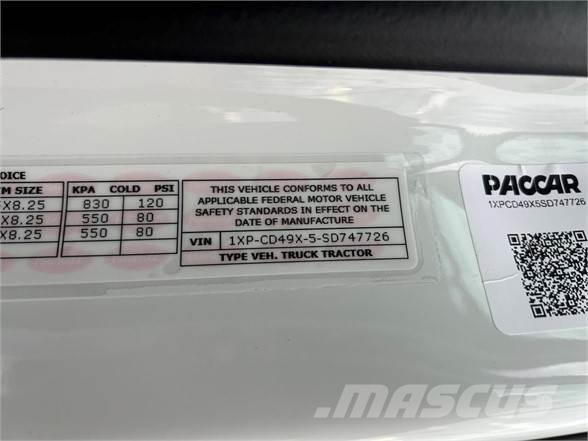 OICE
M SIZE
KPA COLD PSI
X8.25 830 120
X8.25 550 80
X8.25 550 80
THIS VEHICLE CONFORMS TO ALL
APPLICABLE FEDERAL MOTOR VEHICLE
SAFETY STANDARDS IN EFFECT ON THE
DATE OF MANUFACTURE
VIN 1XP-CD49X-5-SD747726
TYPE VEH. TRUCK TRACTOR
PACCAR
1XPCD49X5SD747726
MASCUS